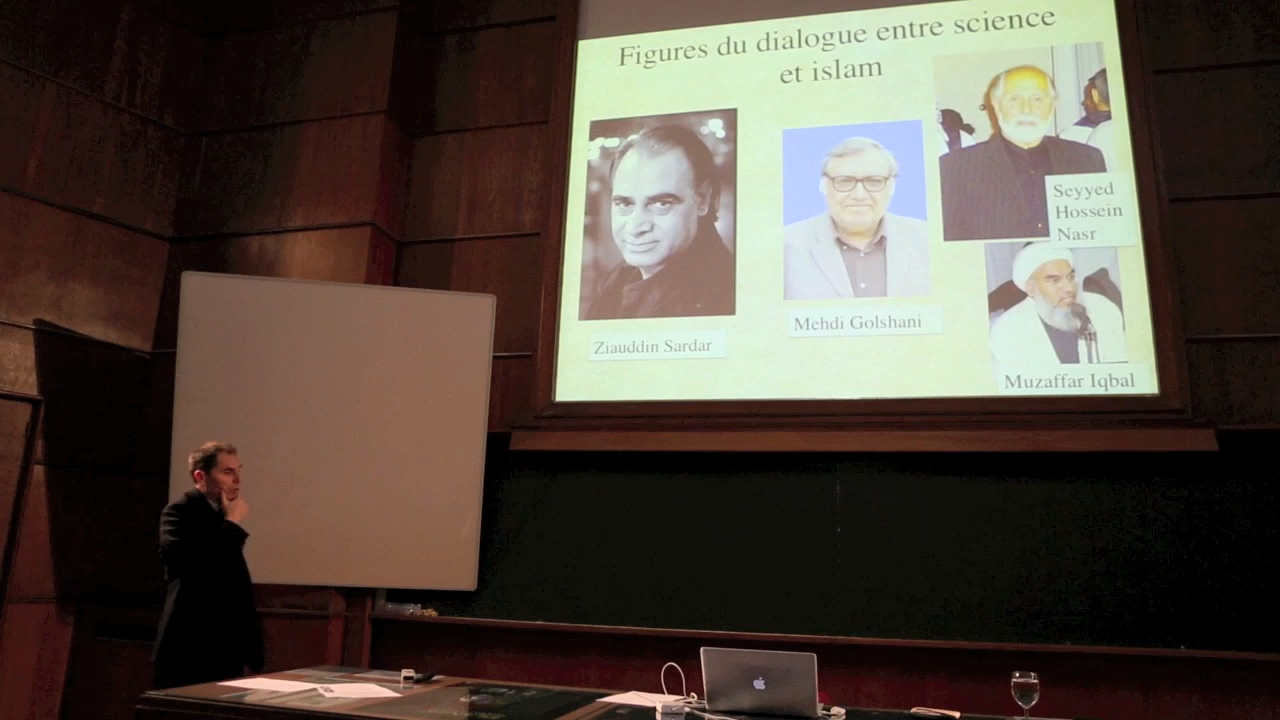 Figures du dialogue entre science
et islam
Ziauddin Sardar
Mehdi Golshani
Seyyed
Hossein
Nasr
Muzaffar Iqbal